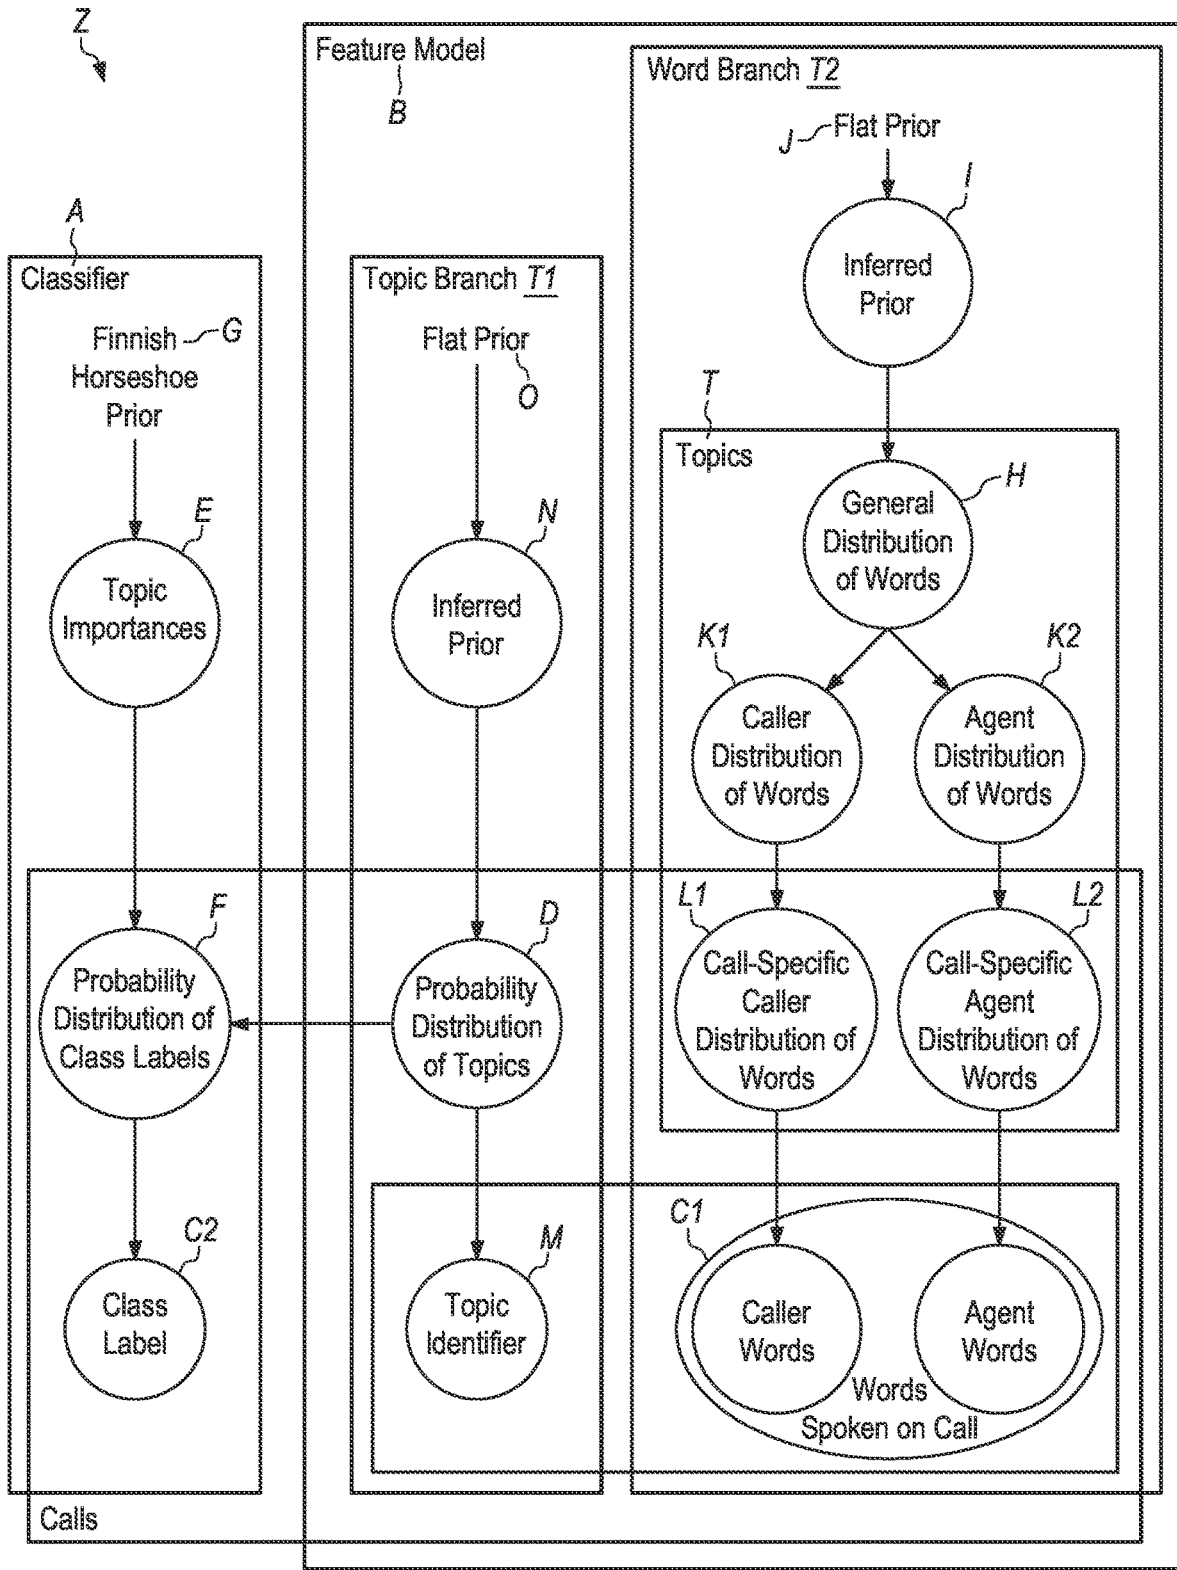 Z
Feature Model
B
Word Branch T2
J
Flat Prior
I
Inferred
Prior
A
Classifier
Finnish
Horseshoe
Prior
G
Topic Branch T1
Flat Prior
O
T
Topics
General
Distribution
of Words
H
E
Topic
Importances
N
Inferred
Prior
K1
Caller
Distribution
of Words
K2
Agent
Distribution
of Words
F
Probability
Distribution of
Class Labels
D
Probability
Distribution
of Topics
L1
Call-Specific
Caller
Distribution of
Words
L2
Call-Specific
Agent
Distribution of
Words
C2
Class
Label
M
Topic
Identifier
C1
Caller
Words
Agent
Words
Words
Spoken on Call
Calls